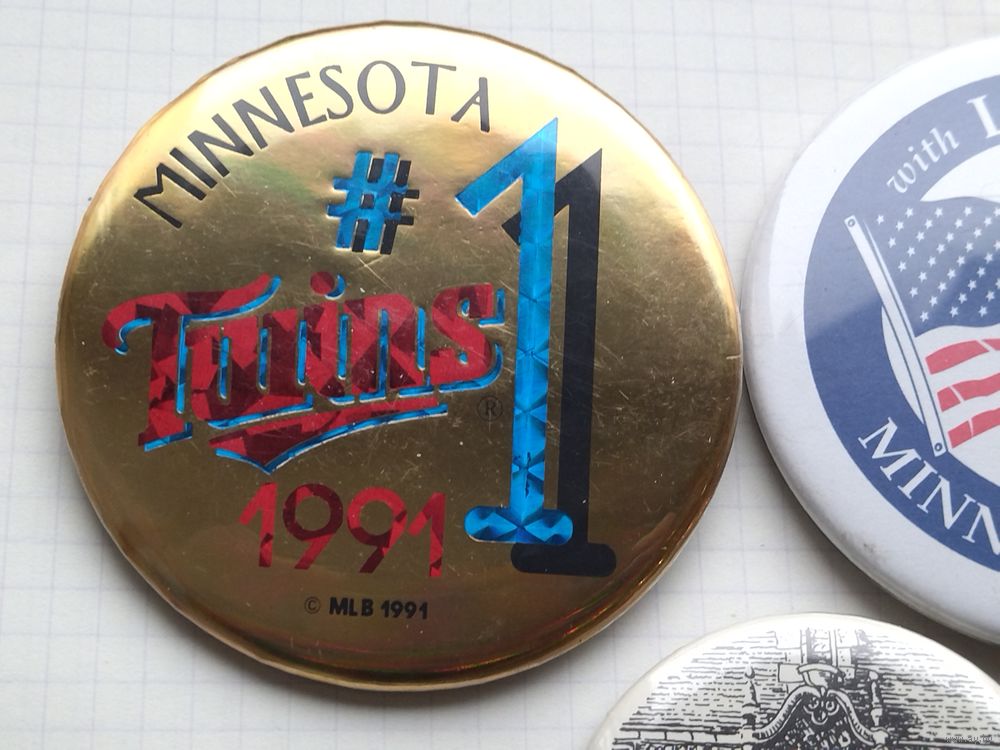 MINNESOTA
#1
Twins
®
1991
© MLB 1991
with
MINN